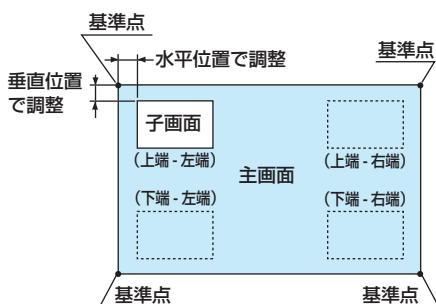 基準点
基準点
水平位置で調整
垂直位置
で調整
子画面
(上端 - 左端)
(上端 - 右端)
主画面
(下端 - 左端)
(下端 - 右端)
基準点
基準点